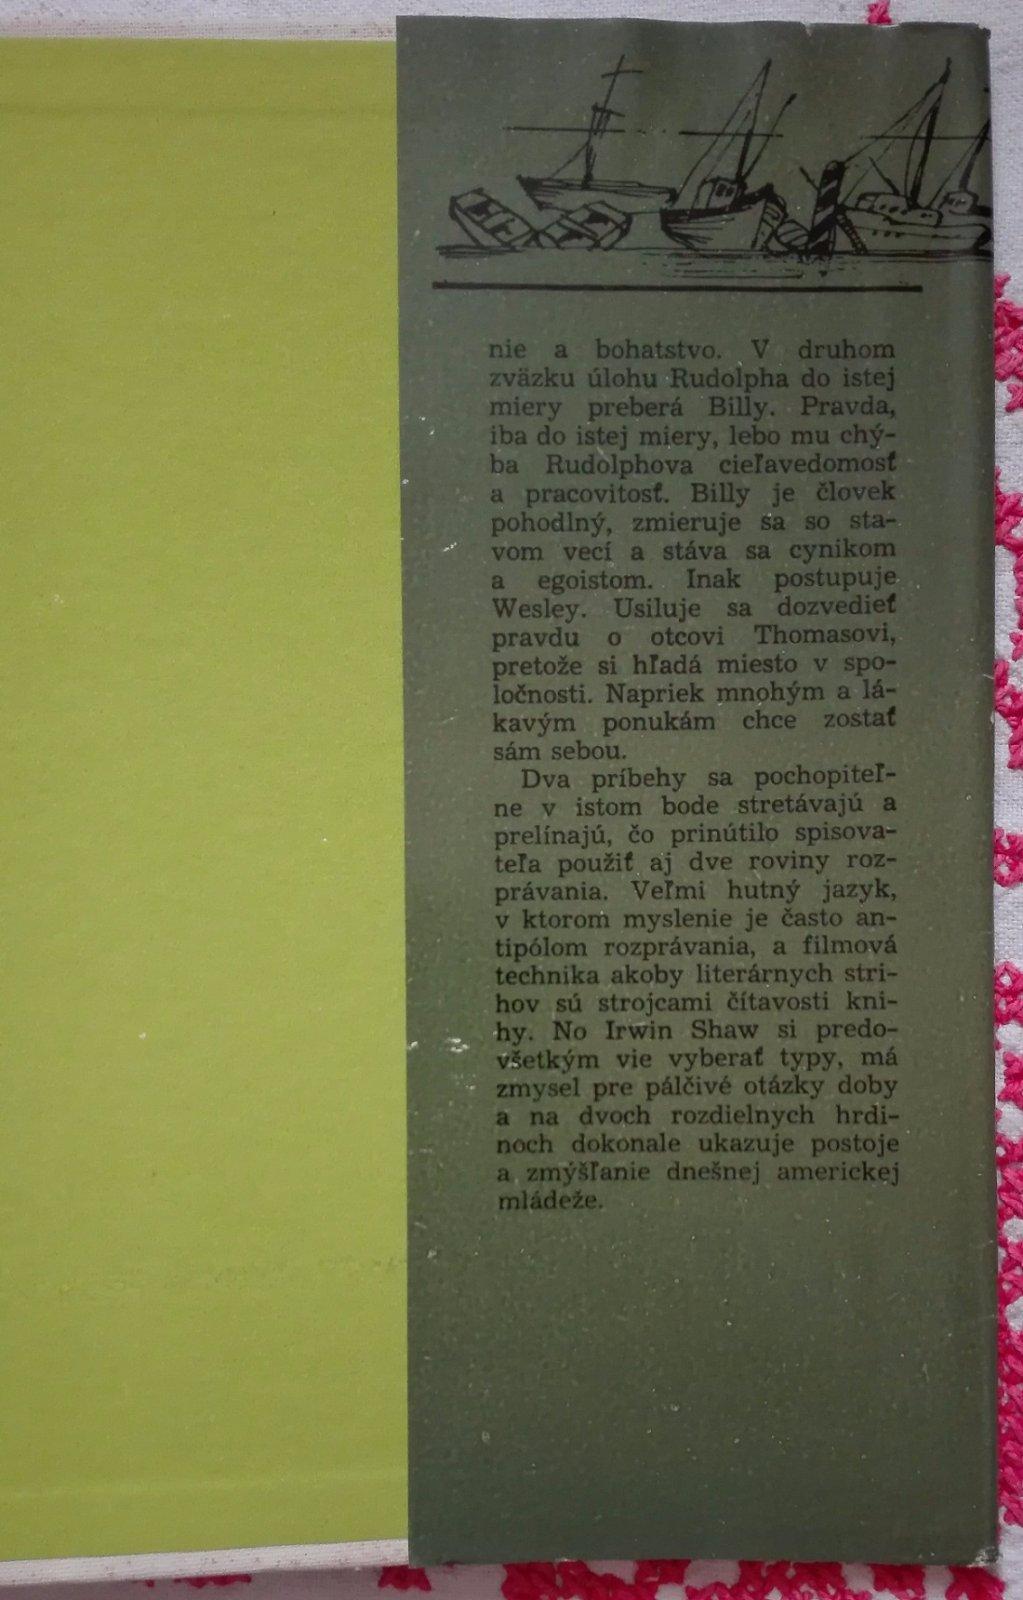 nie a bohatstvo. V druhom
zväzku úlohu Rudolpha do istej
miery preberá Billy. Pravda,
iba do istej miery, lebo mu chý-
ba Rudolphova cieľavedomosť
a pracovitosť. Billy je človek
pohodlný, zmieruje sa so sta-
vom vecí a stáva sa cynikom
a egoistom. Inak postupuje
Wesley. Usiluje sa dozvedieť
pravdu o otcovi Thomasovi,
pretože si hľadá miesto v spo-
ločnosti. Napriek mnohým a lá-
kavým ponukám chce zostať
sám sebou.
Dva príbehy sa pochopiteľ-
ne v istom bode stretávajú a
prelínajú, čo prinútilo spisova-
teľa použiť aj dve roviny roz-
právania. Veľmi hutný jazyk,
v ktorom myslenie je často an-
tipólom rozprávania, a filmová
technika akoby literárnych stri-
hov sú strojcami čítavosti kni-
hy. No Irwin Shaw si predo-
všetkým vie vyberať typy, má
zmysel pre pálčivé otázky doby
a na dvoch rozdielnych hrdi-
noch dokonale ukazuje postoje
a zmýšľanie dnešnej americkej
mládeže.